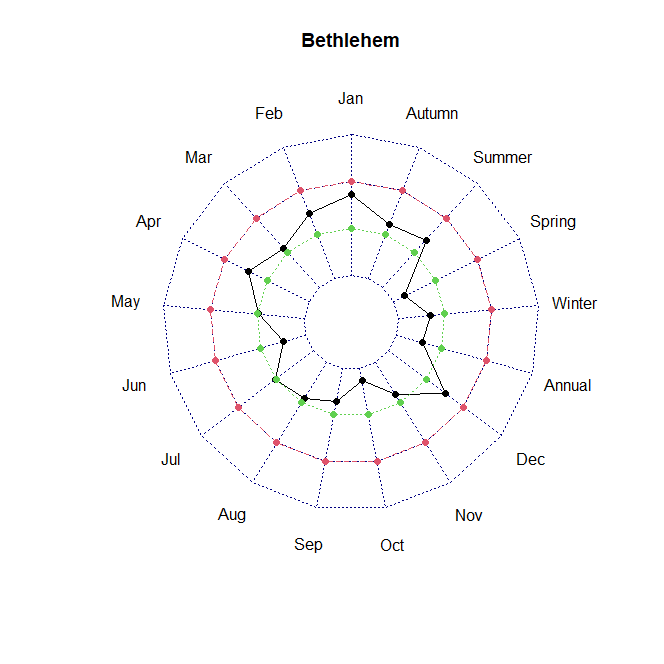 Bethlehem
Jan
Feb
Mar
Apr
May
Jun
Jul
Aug
Sep
Oct
Nov
Dec
Annual
Winter
Spring
Summer
Autumn